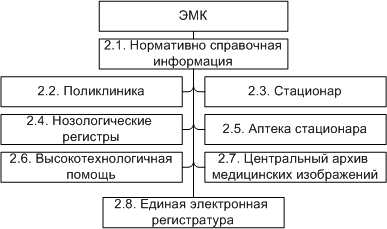 ЭМК
2.1. Нормативно справочная
информация
2.2. Поликлиника
2.3. Стационар
2.4. Нозологические
регистры
2.5. Аптека стационара
2.6. Высокотехнологичная
помощь
2.7. Центральный архив
медицинских изображений
2.8. Единая электронная
регистратура